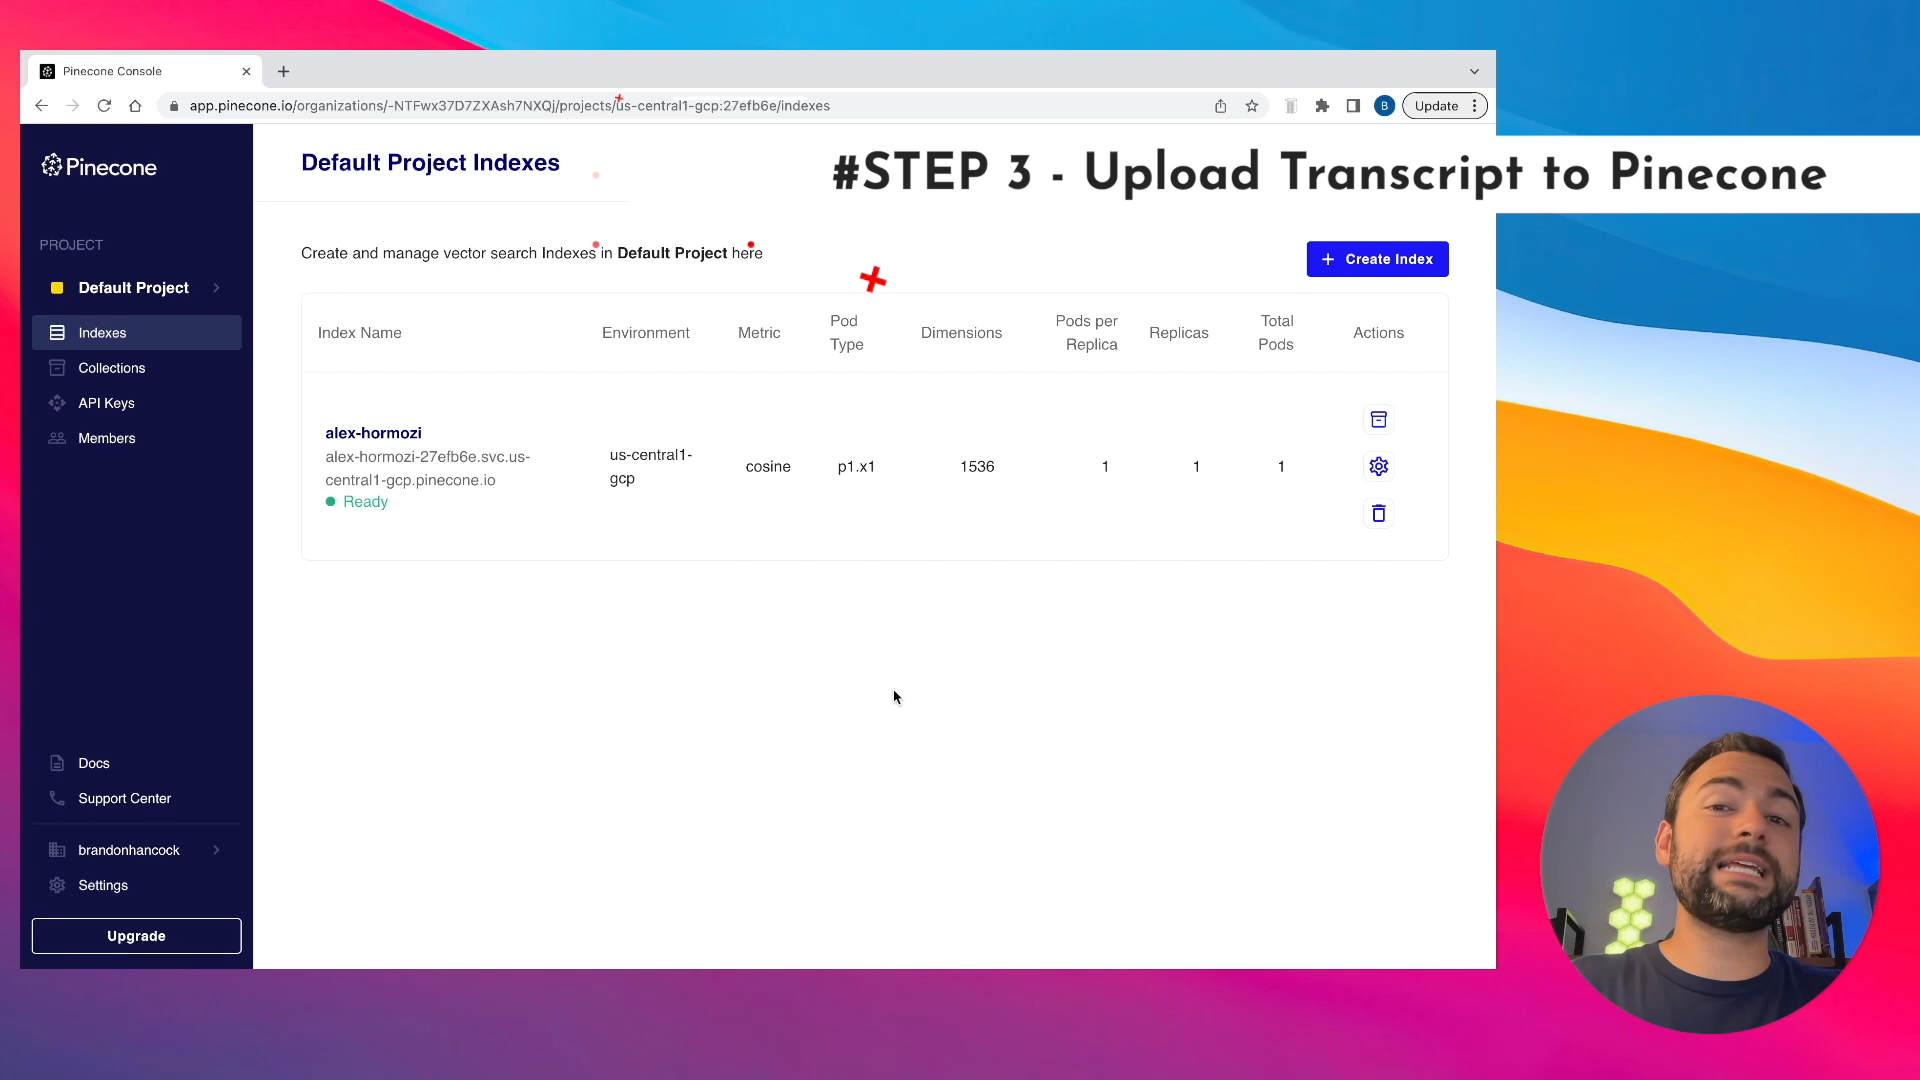 Pinecone Console
app.pinecone.io/organizations/-NTFwx37D7ZXAsh7NXQj/projects/us-central1-gcp:27efb6e/indexes
B
Update
Pinecone
Default Project Indexes
#STEP 3 - Upload Transcript to Pinecone
PROJECT
Default Project
Indexes
Collections
API Keys
Members
Create and manage vector search Indexes in Default Project here
+ Create Index
Index Name
Environment
Metric
Pod
Type
Dimensions
Pods per
Replica
Replicas
Total
Pods
Actions
alex-hormozi
alex-hormozi-27efb6e.svc.us-
central1-gcp.pinecone.io
Ready
us-central1-
gcp
cosine
p1.x1
1536
1
1
1
Docs
Support Center
brandonhancock
Settings
Upgrade